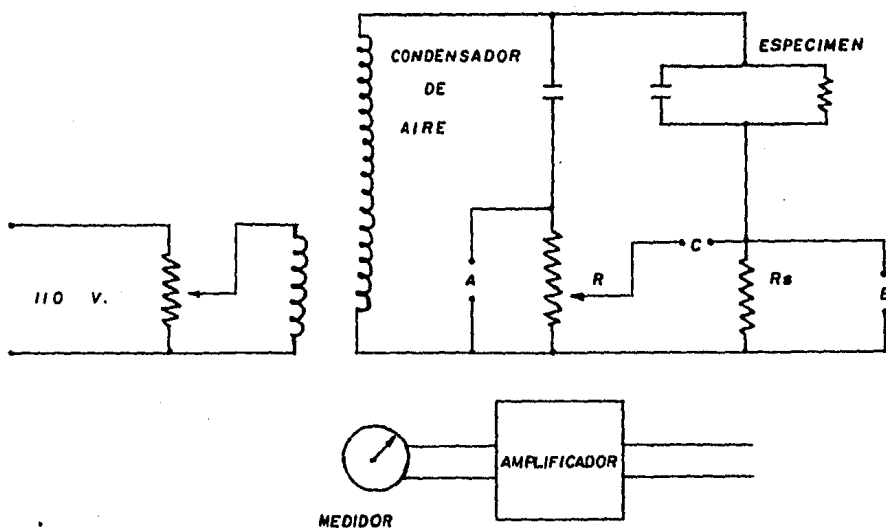 CONDENSADOR
DE
AIRE
ESPECIMEN
110 V.
A
R
C
Rs
B
AMPLIFICADOR
MEDIDOR